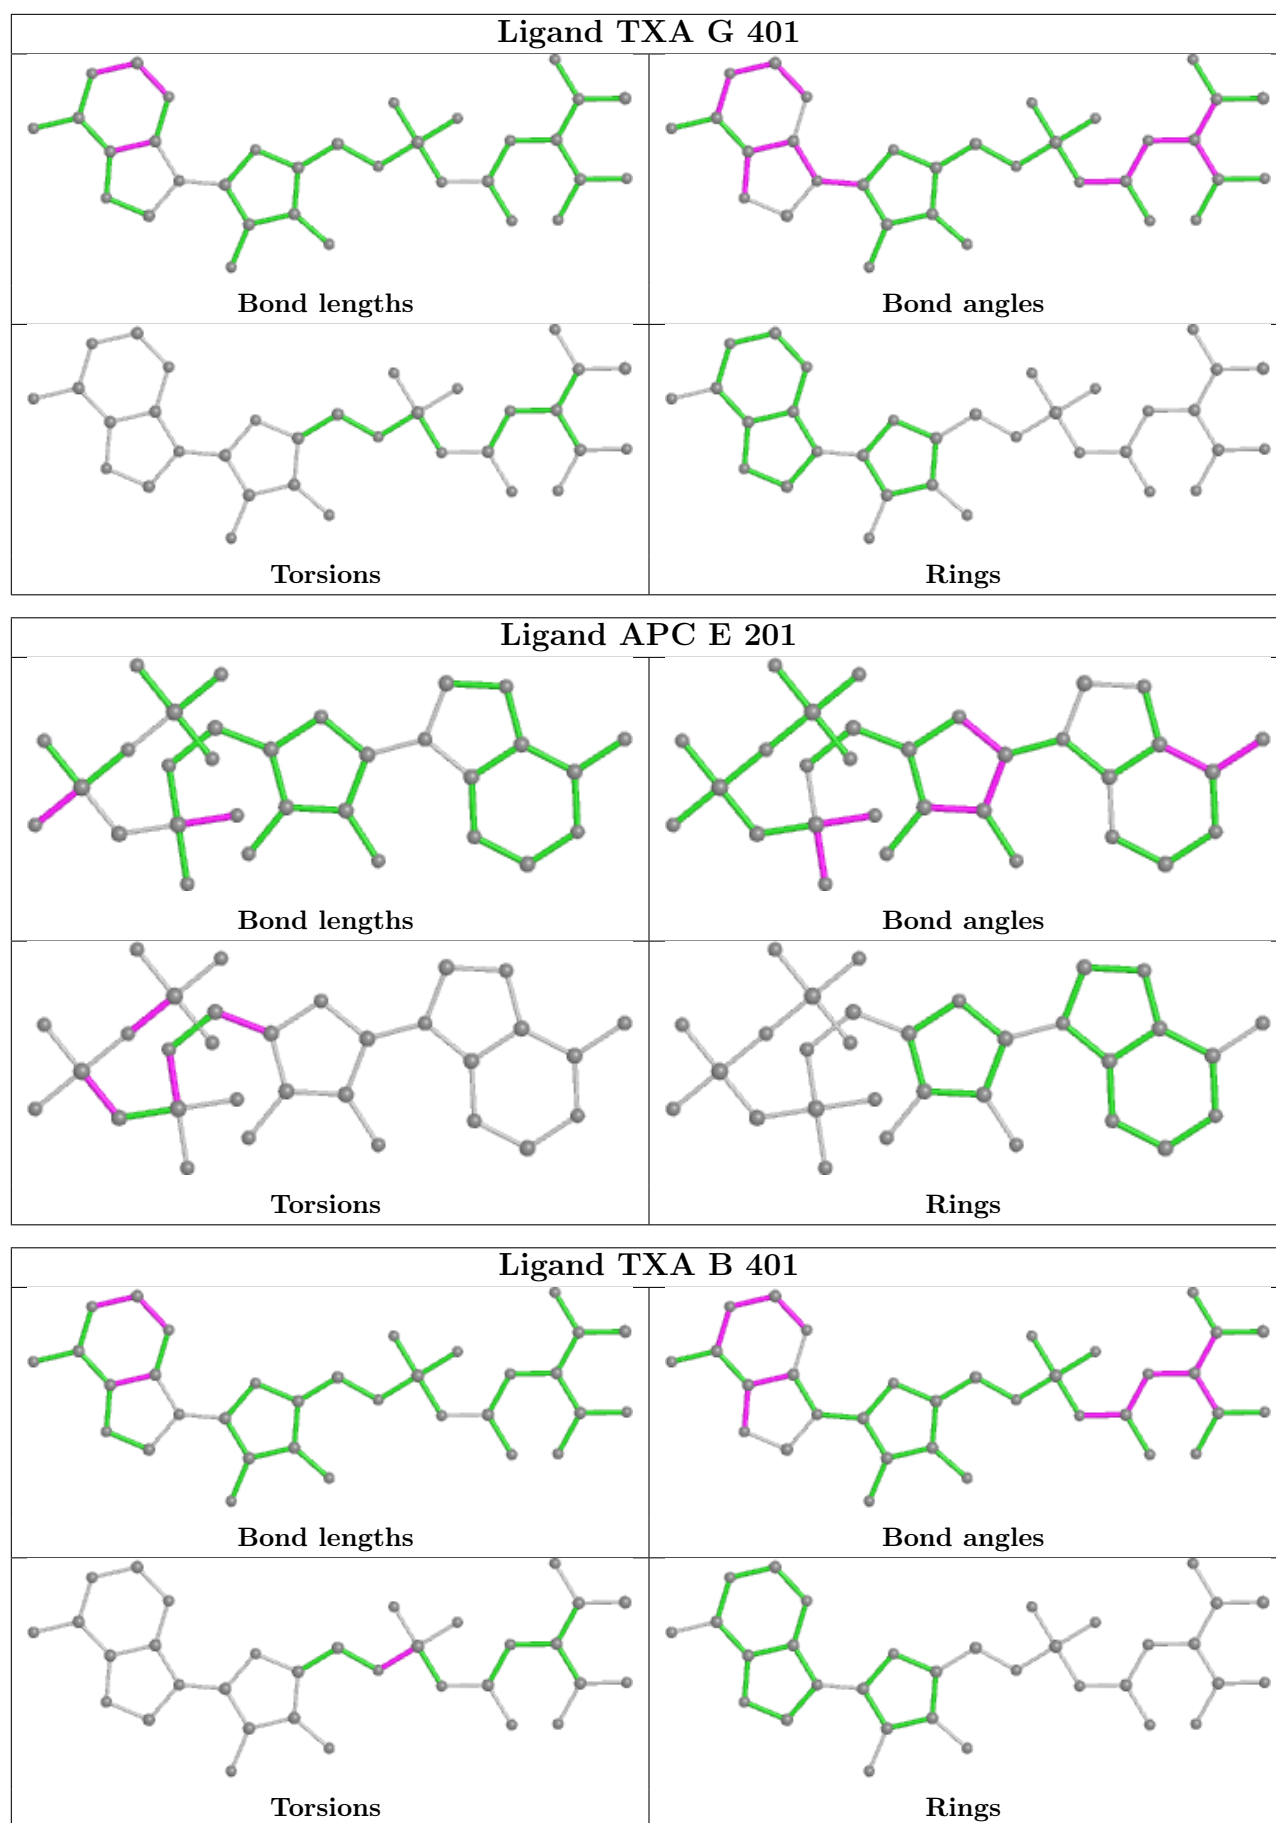 Ligand TXA G 401
Bond lengths
Bond angles
Torsions
Rings
Ligand APC E 201
Bond lengths
Bond angles
Torsions
Rings
Ligand TXA B 401
Bond lengths
Bond angles
Torsions
Rings